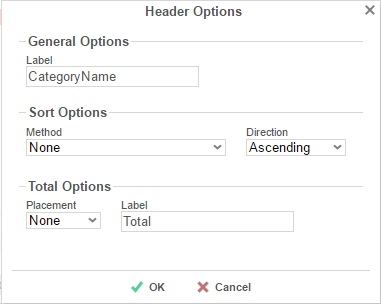 Header Options
General Options
Label
CategoryName
Sort Options
Method Direction
None Ascending
Total Options
Placement Label
None Total
OK Cancel